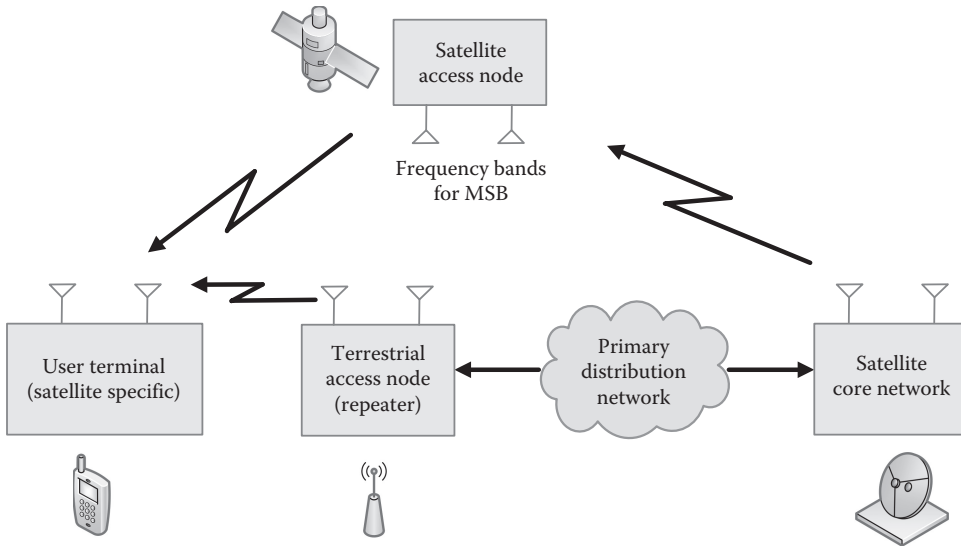 Satellite
access node
Frequency bands
for MSB
User terminal
(satellite specific)
Terrestrial
access node
(repeater)
Primary
distribution
network
Satellite
core network